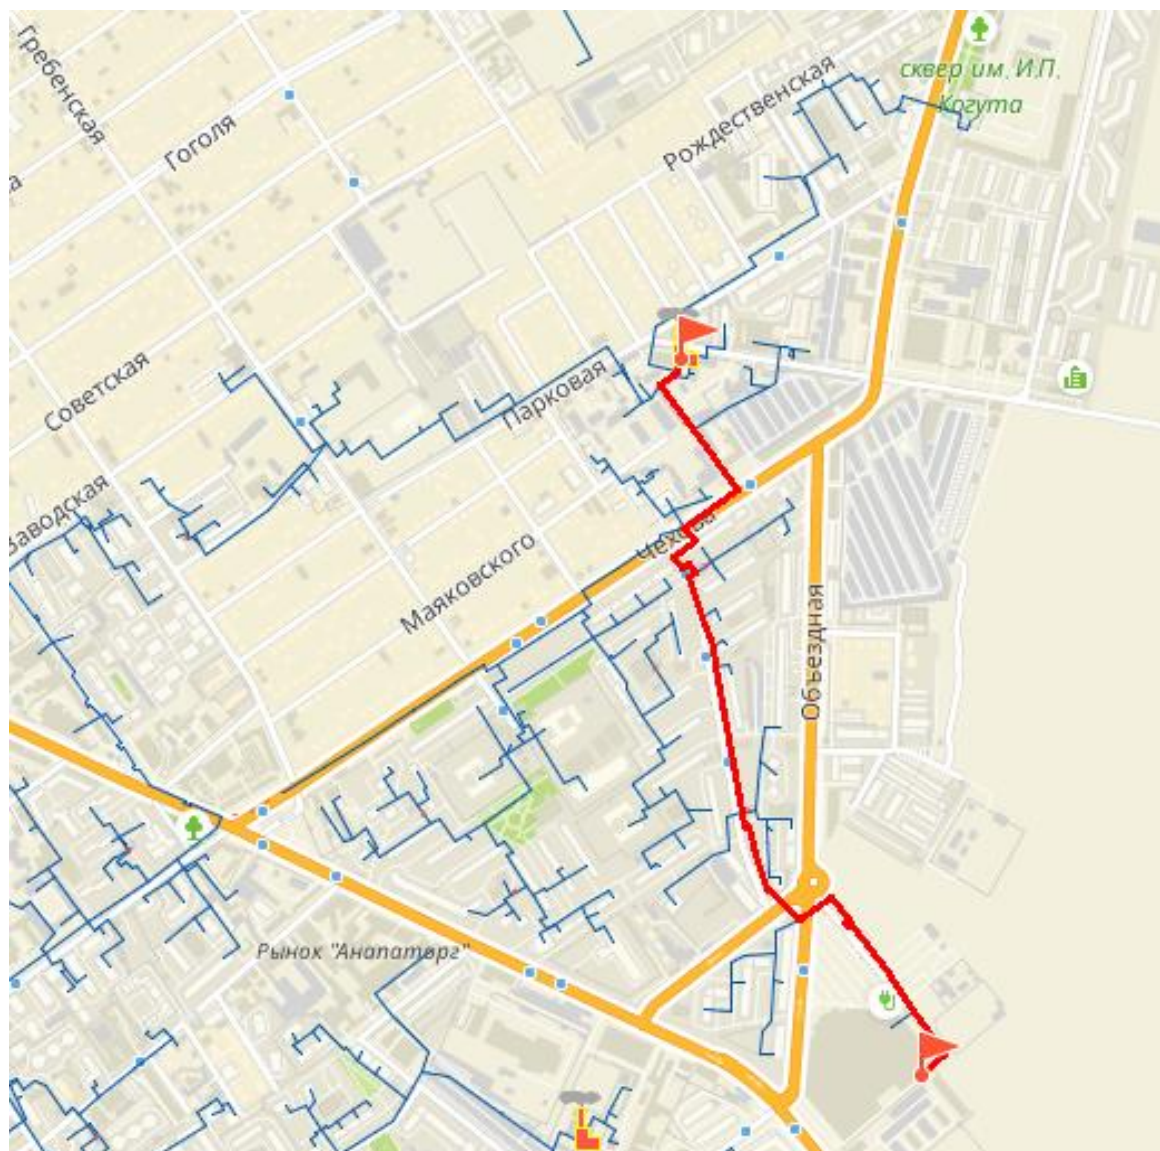 Гребенская
Гоголя
Рождественская
сквер им. И.П.
Когута
а
Советская
Парковая
Заводская
Маяковского
Чехова
Объездная
Рынок "Анапаторг"